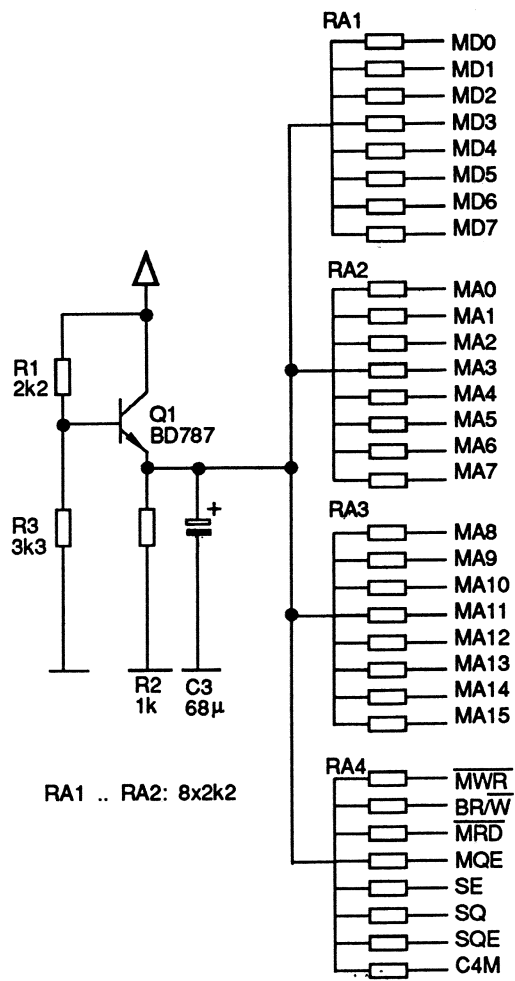 RA1
MD0
MD1
MD2
MD3
MD4
MD5
MD6
MD7
RA2
MA0
MA1
MA2
MA3
MA4
MA5
MA6
MA7
R1
2k2
Q1
BD787
+
R3
3k3
RA3
MA8
MA9
MA10
MA11
MA12
MA13
MA14
MA15
R2
1k
C3
68µ
RA1 .. RA2: 8x2k2
RA4
M̅W̅R̅
BR/W̅
M̅R̅D̅
MQE
SE
SQ
SQE
C4M